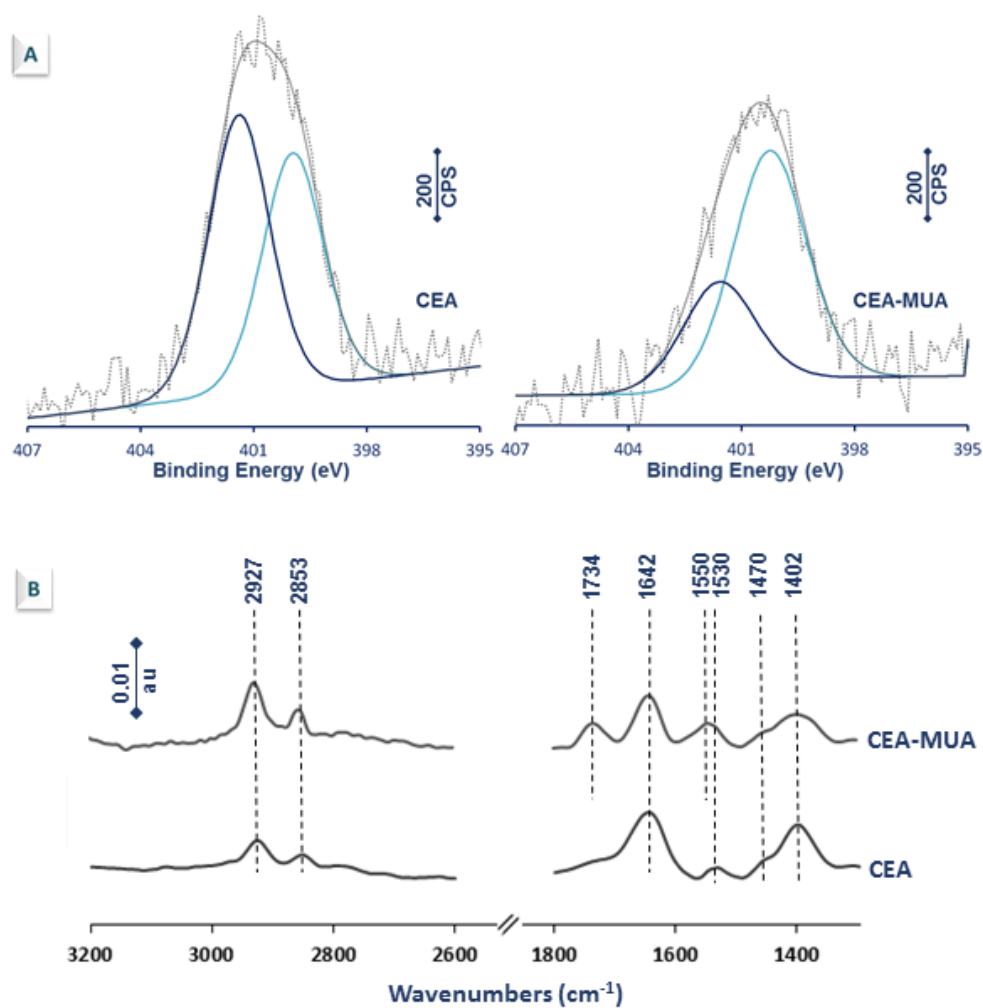 A
200
CPS
CEA
407
404
401
398
395
Binding Energy (eV)
200
CPS
CEA-MUA
407
404
401
398
395
Binding Energy (eV)
B
2927
2853
1734
1642
1550
1530
1470
1402
0.01
au
CEA-MUA
CEA
3200
3000
2800
2600
1800
1600
1400
Wavenumbers (cm⁻¹)